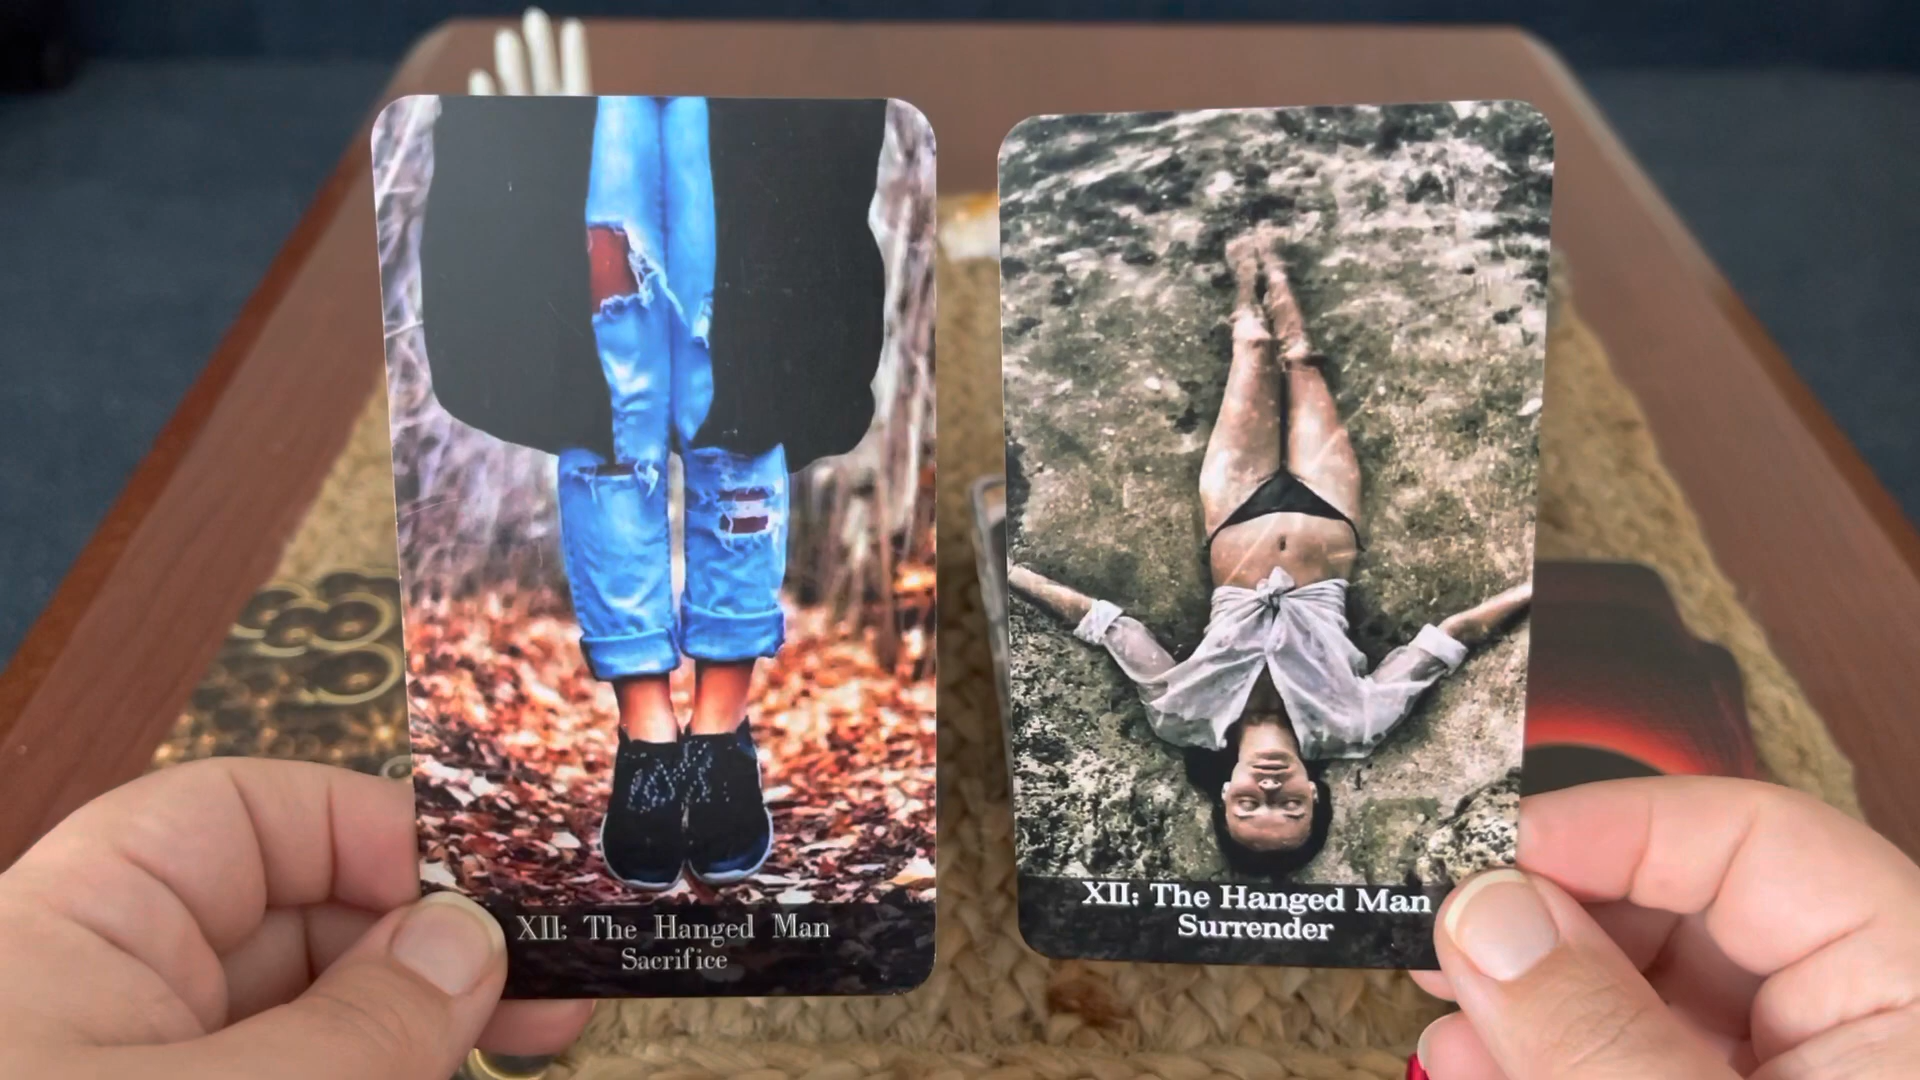 XII: The Hanged Man
Sacrifice
XII: The Hanged Man
Surrender